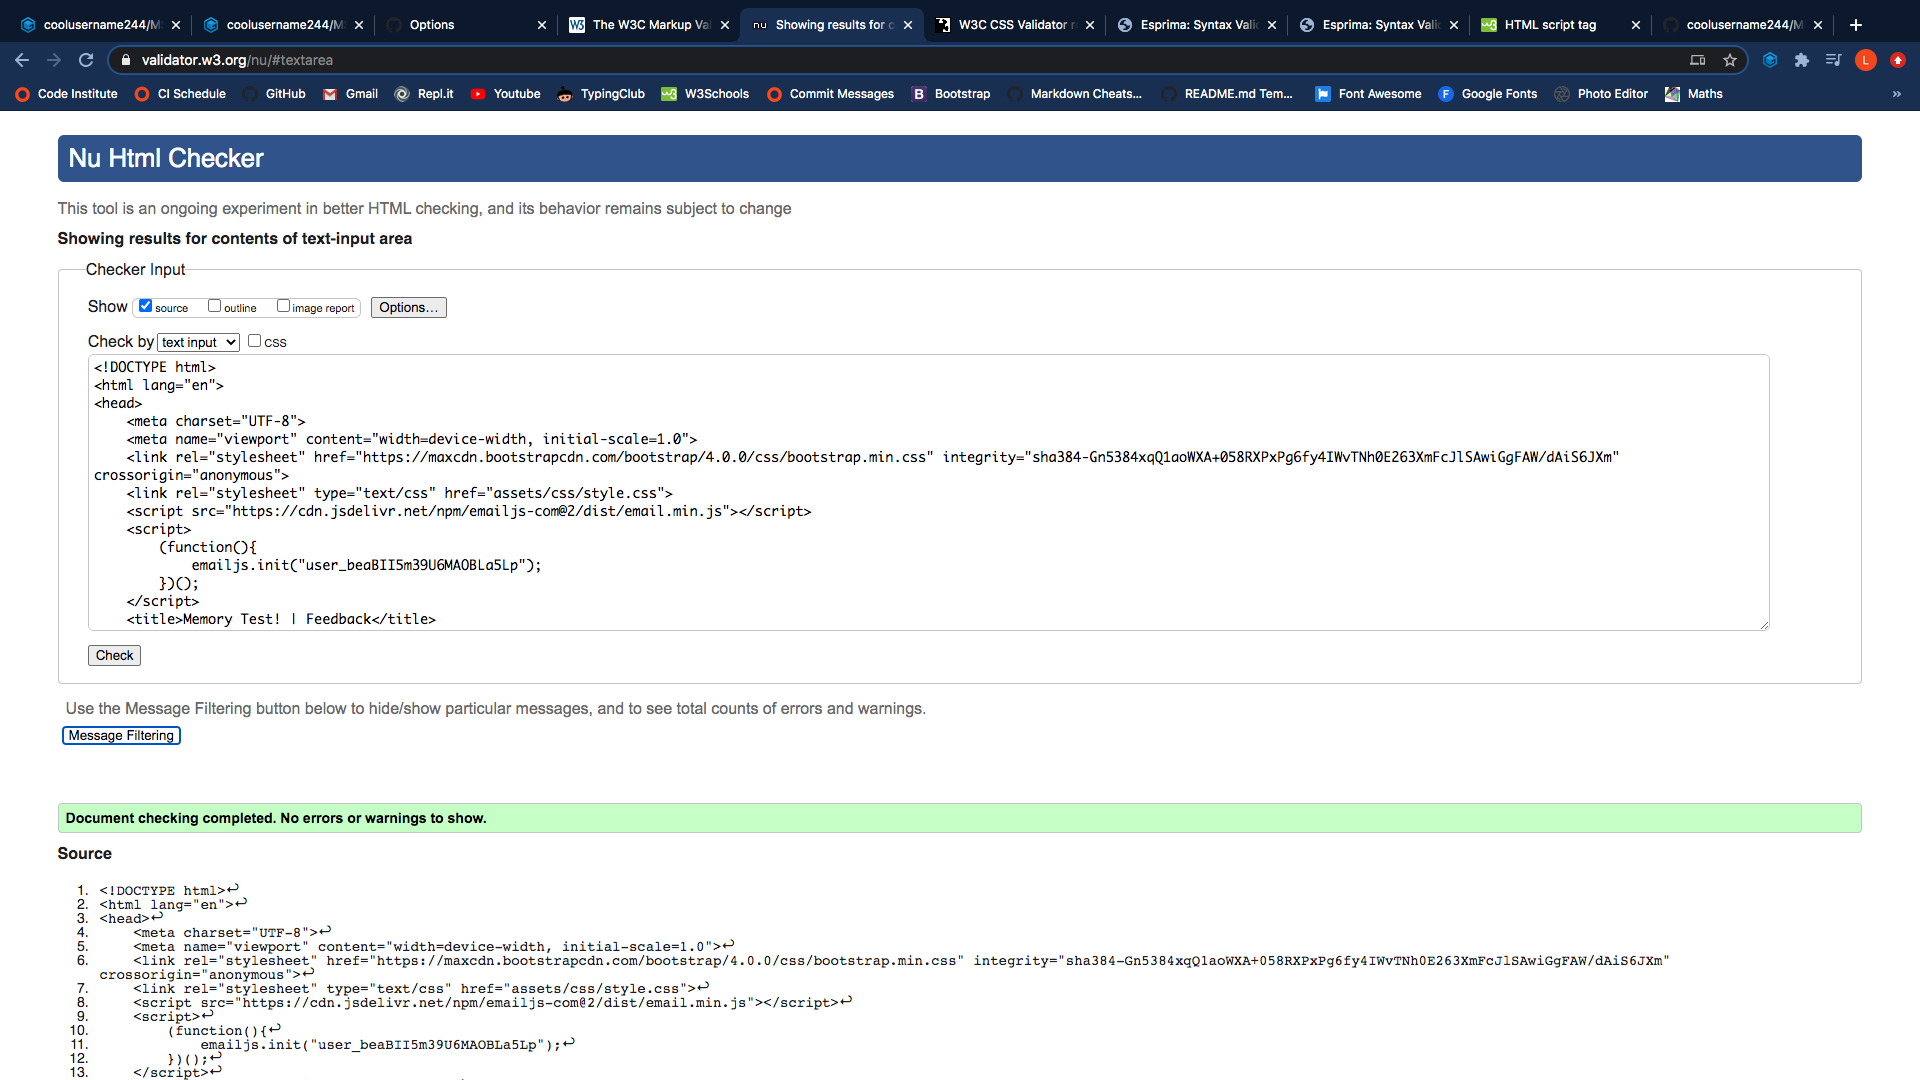 coolusername244/M
coolusername244/M
Options
The W3C Markup Va
Showing results for c
W3C CSS Validator r
Esprima: Syntax Vali
Esprima: Syntax Vali
HTML script tag
coolusername244/M
validator.w3.org/nu/#textarea
L
Code Institute
CI Schedule
GitHub
Gmail
Repl.it
Youtube
TypingClub
W3Schools
Commit Messages
Bootstrap
Markdown Cheats...
README.md Tem...
Font Awesome
Google Fonts
Photo Editor
Maths
»
Nu Html Checker
This tool is an ongoing experiment in better HTML checking, and its behavior remains subject to change
Showing results for contents of text-input area
Checker Input
Show source outline image report Options...
Check by text input css
<!DOCTYPE html>
<html lang="en">
<head>
    <meta charset="UTF-8">
    <meta name="viewport" content="width=device-width, initial-scale=1.0">
    <link rel="stylesheet" href="https://maxcdn.bootstrapcdn.com/bootstrap/4.0.0/css/bootstrap.min.css" integrity="sha384-Gn5384xqQ1aoWXA+058RXPxPg6fy4IWvTNh0E263XmFcJlSAwiGgFAW/dAiS6JXm"
crossorigin="anonymous">
    <link rel="stylesheet" type="text/css" href="assets/css/style.css">
    <script src="https://cdn.jsdelivr.net/npm/emailjs-com@2/dist/email.min.js"></script>
    <script>
        (function(){
            emailjs.init("user_beaBII5m39U6MAOBLa5Lp");
        })();
    </script>
    <title>Memory Test! | Feedback</title>
Check
Use the Message Filtering button below to hide/show particular messages, and to see total counts of errors and warnings.
Message Filtering
Document checking completed. No errors or warnings to show.
Source
1. <!DOCTYPE html>↩
2. <html lang="en">↩
3. <head>↩
4.     <meta charset="UTF-8">↩
5.     <meta name="viewport" content="width=device-width, initial-scale=1.0">↩
6.     <link rel="stylesheet" href="https://maxcdn.bootstrapcdn.com/bootstrap/4.0.0/css/bootstrap.min.css" integrity="sha384-Gn5384xqQ1aoWXA+058RXPxPg6fy4IWvTNh0E263XmFcJlSAwiGgFAW/dAiS6JXm"
crossorigin="anonymous">↩
7.     <link rel="stylesheet" type="text/css" href="assets/css/style.css">↩
8.     <script src="https://cdn.jsdelivr.net/npm/emailjs-com@2/dist/email.min.js"></script>↩
9.     <script>↩
10.         (function(){↩
11.             emailjs.init("user_beaBII5m39U6MAOBLa5Lp");↩
12.         })();↩
13.     </script>↩